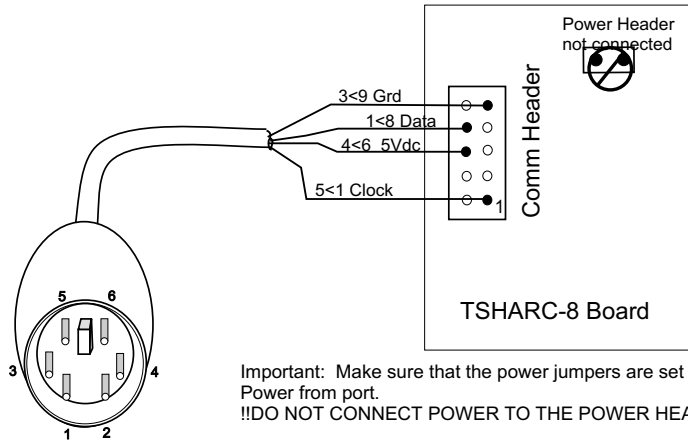 Power Header
not connected
3<9 Grd
1<8 Data
4<6 5Vdc
5<1 Clock
1
Comm Header
TSHARC-8 Board
5 6
3 4
1 2
Important: Make sure that the power jumpers are set
Power from port.
!!DO NOT CONNECT POWER TO THE POWER